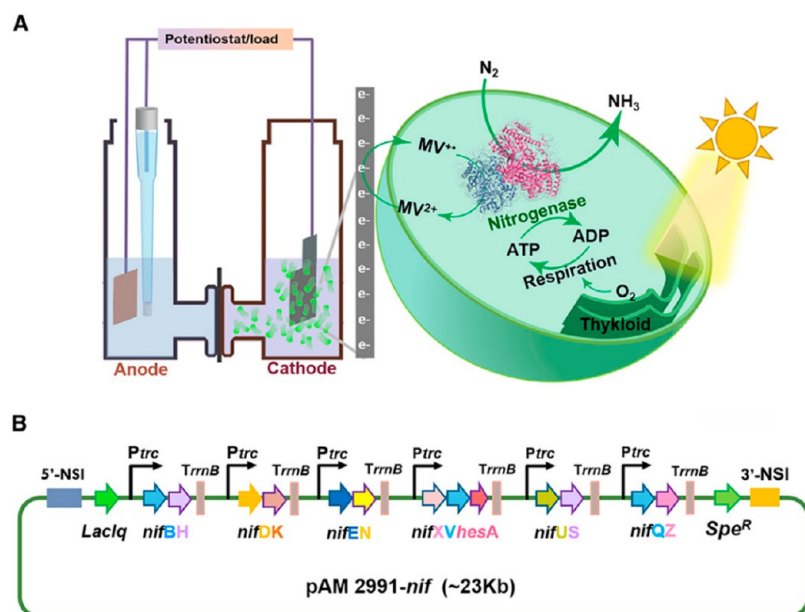 A
Potentiostat/load
Anode
Cathode
e-
e-
e-
e-
e-
e-
e-
e-
e-
e-
e-
N2
NH3
MV+•
MV2+
Nitrogenase
ATP
ADP
Respiration
O2
Thykloid
B
5'-NSI
Ptrc
TrrnB
Ptrc
TrrnB
Ptrc
TrrnB
Ptrc
TrrnB
Ptrc
TrrnB
Ptrc
TrrnB
3'-NSI
LacIq
nifBH
nifDK
nifEN
nifXVhesA
nifUS
nifQZ
SpeR
pAM 2991-nif (~23Kb)